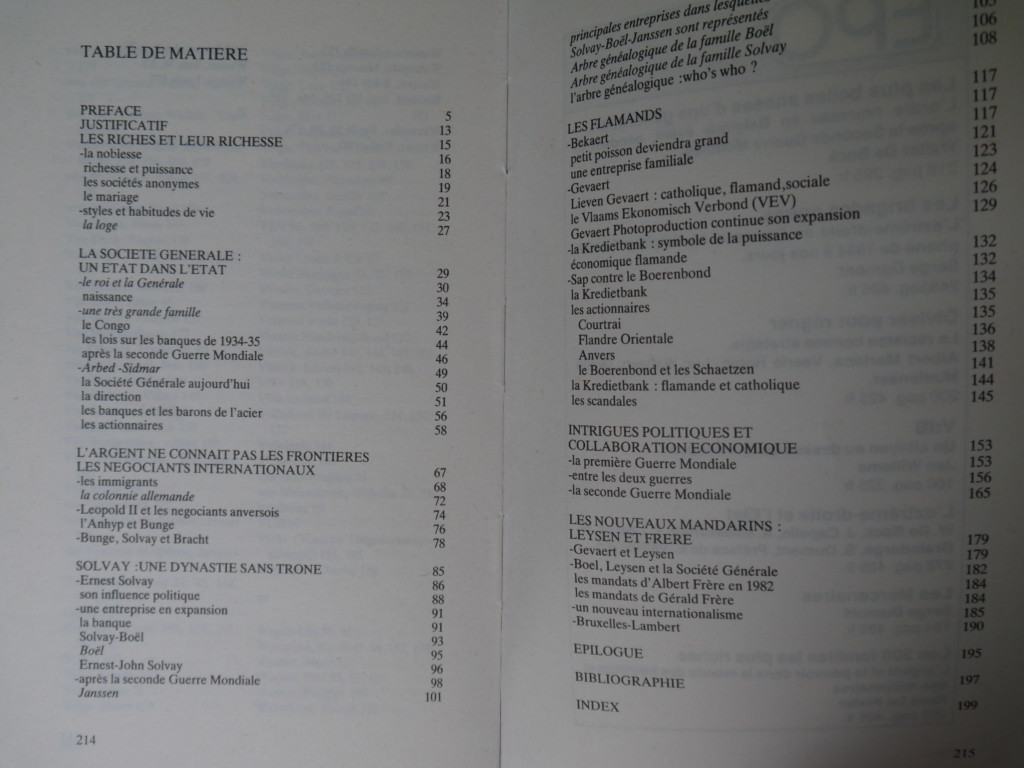 TABLE DE MATIERE
PREFACE 5
JUSTIFICATIF 13
LES RICHES ET LEUR RICHESSE 15
-la noblesse 16
richesse et puissance 18
les sociétés anonymes 19
le mariage 21
-styles et habitudes de vie 23
la loge 27
LA SOCIETE GENERALE :
UN ETAT DANS L'ETAT 29
-le roi et la Generále 30
naissance 34
-une très grande famille 39
le Congo 42
les lois sur les banques de 1934-35 44
après la seconde Guerre Mondiale 46
-Arbed -Sidmar 49
la Société Générale aujourd'hui 50
la direction 51
les banques et les barons de l'acier 56
les actionnaires 58
L'ARGENT NE CONNAIT PAS LES FRONTIERES
LES NEGOCIANTS INTERNATIONAUX 67
-les immigrants 68
la colonnie allemande 72
-Leopold II et les negociants anversois 74
l'Anhyp et Bunge 76
-Bunge, Solvay et Bracht 78
SOLVAY :UNE DYNASTIE SANS TRONE 85
-Ernest Solvay 86
son influence politique 88
-une entreprise en expansion 91
la banque 91
Solvay-Boël 93
Boël 95
Ernest-John Solvay 96
-après la seconde Guerre Mondiale 98
Janssen 101
214
principales entreprises dans lesquelles
Solvay-Boël-Janssen sont représentés 105
Arbre généalogique de la famille Boël 106
Arbre généalogique de la famille Solvay 108
l'arbre généalogique :who's who ?
LES FLAMANDS 117
-Bekaert 117
petit poisson deviendra grand 117
une entreprise familiale 121
-Gevaert 123
Lieven Gevaert : catholique, flamand,sociale 124
le Vlaams Ekonomisch Verbond (VEV) 126
Gevaert Photoproduction continue son expansion 129
-la Kredietbank : symbole de la puissance
économique flamande 132
-Sap contre le Boerenbond 132
la Kredietbank 134
les actionnaires 135
Courtrai 135
Flandre Orientale 136
Anvers 138
le Boerenbond et les Schaetzen 141
la Kredietbank : flamande et catholique 144
les scandales 145
INTRIGUES POLITIQUES ET
COLLABORATION ECONOMIQUE 153
-la première Guerre Mondiale 153
-entre les deux guerres 156
-la seconde Guerre Mondiale 165
LES NOUVEAUX MANDARINS :
LEYSEN ET FRERE 179
-Gevaert et Leysen 179
-Boel, Leysen et la Société Générale 182
les mandats d'Albert Frère en 1982 184
les mandats de Gérald Frère 184
-un nouveau internationalisme 185
-Bruxelles-Lambert 190
EPILOGUE 195
BIBLIOGRAPHIE 197
INDEX 199
215